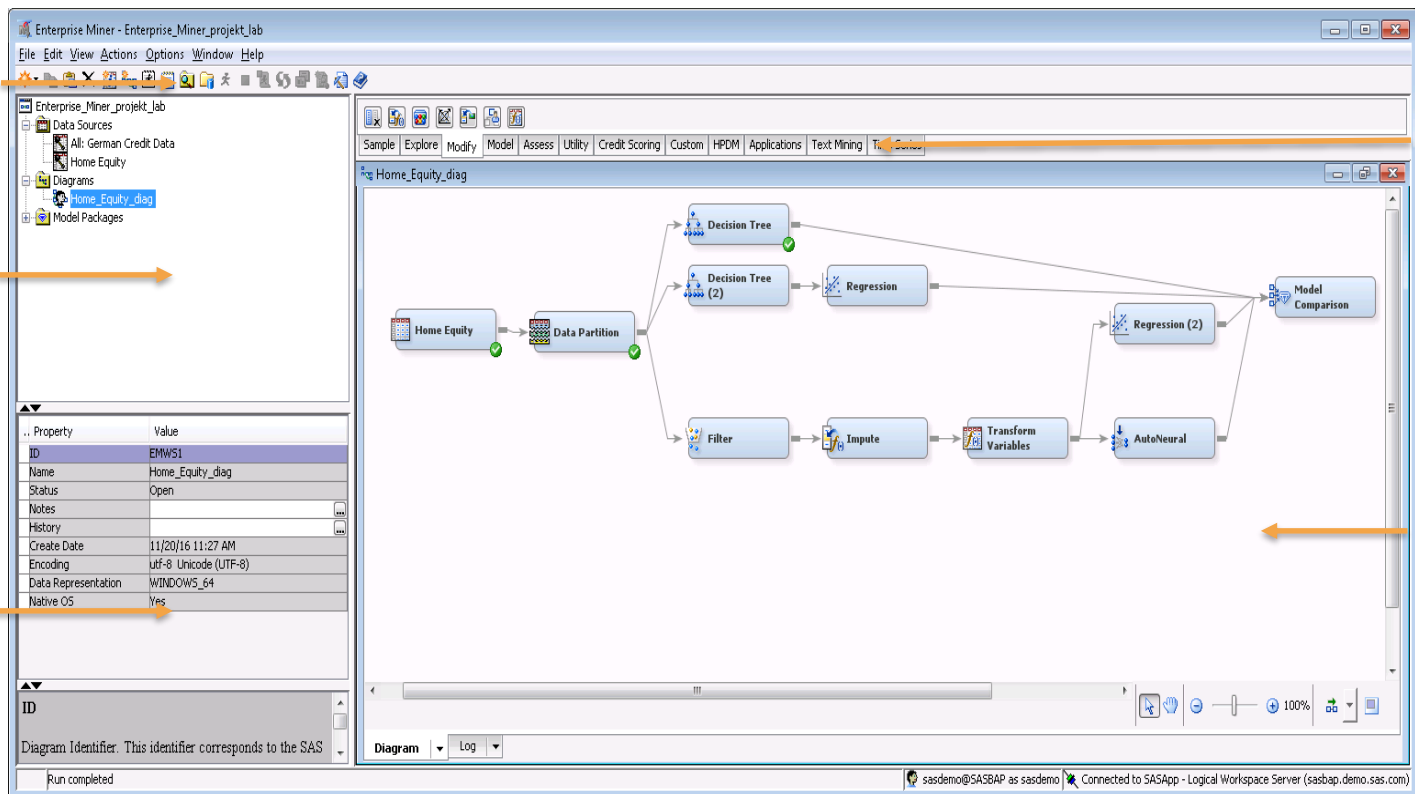 Enterprise Miner - Enterprise_Miner_projekt_lab
File Edit View Actions Options Window Help
Enterprise_Miner_projekt_lab
Data Sources
All: German Credit Data
Home Equity
Diagrams
Home_Equity_diag
Model Packages
.. Property Value
ID EMWS1
Name Home_Equity_diag
Status Open
Notes ...
History ...
Create Date 11/20/16 11:27 AM
Encoding utf-8 Unicode (UTF-8)
Data Representation WINDOWS_64
Native OS Yes
ID
Diagram Identifier. This identifier corresponds to the SAS
Sample Explore Modify Model Assess Utility Credit Scoring Custom HPDM Applications Text Mining
Home_Equity_diag
Decision Tree
Decision Tree
(2)
Regression
Model
Comparison
Home Equity
Data Partition
Regression (2)
Filter
Impute
Transform
Variables
AutoNeural
100%
Diagram Log
Run completed
sasdemo@SASBAP as sasdemo Connected to SASApp - Logical Workspace Server (sasbap.demo.sas.com)